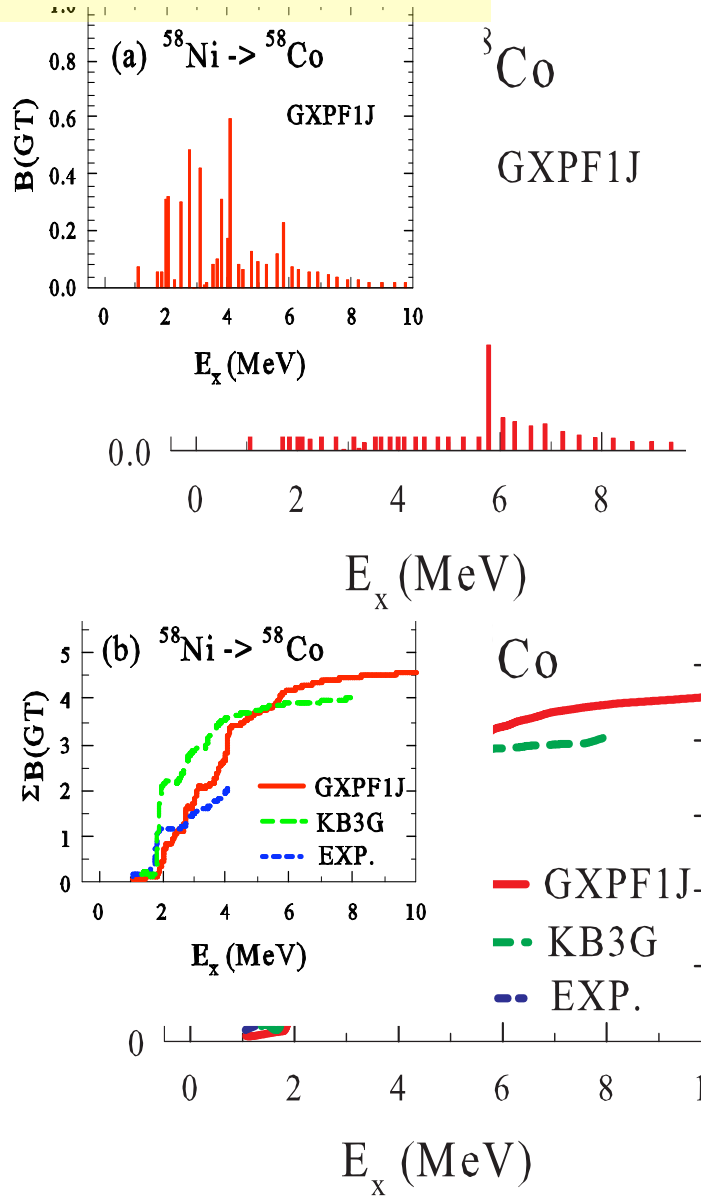 1.0
(a) ⁵⁸Ni -> ⁵⁸Co
⁸Co
0.8
GXPF1J
0.6
GXPF1J
B(GT)
0.4
0.2
0.0
0 2 4 6 8 10
Eₓ (MeV)
0.0
0 2 4 6 8
Eₓ (MeV)
(b) ⁵⁸Ni -> ⁵⁸Co
Co
5
4
ΣB(GT)
3
2
1
0
GXPF1J
KB3G
EXP.
0 2 4 6 8 10
Eₓ (MeV)
GXPF1J
KB3G
EXP.
0
0 2 4 6 8 1
Eₓ (MeV)